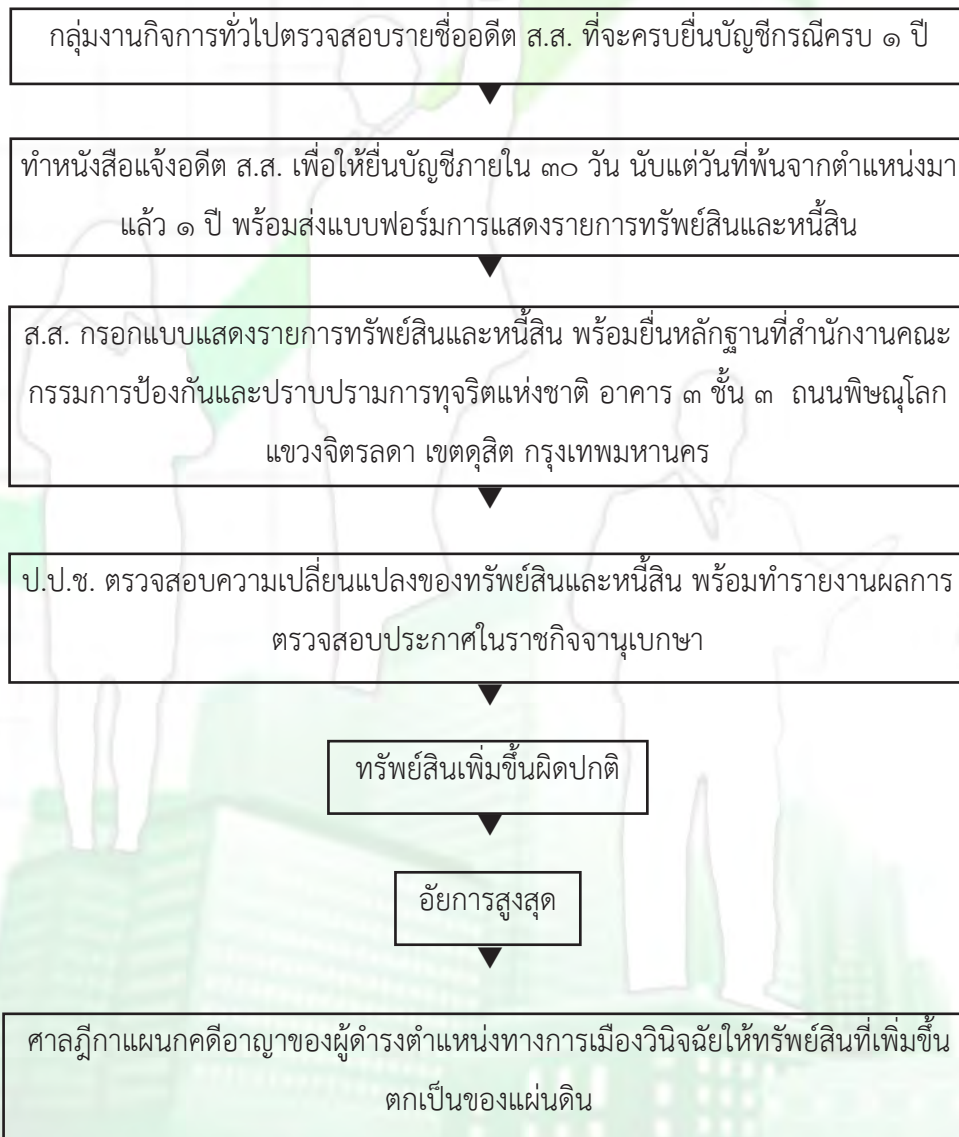 กลุ่มงานกิจการทั่วไปตรวจสอบรายชื่ออดีต ส.ส. ที่จะครบยื่นบัญชีกรณีครบ ๑ ปี
ทำหนังสือแจ้งอดีต ส.ส. เพื่อให้ยื่นบัญชีภายใน ๓๐ วัน นับแต่วันที่พ้นจากตำแหน่งมา
แล้ว ๑ ปี พร้อมส่งแบบฟอร์มการแสดงรายการทรัพย์สินและหนี้สิน
ส.ส. กรอกแบบแสดงรายการทรัพย์สินและหนี้สิน พร้อมยื่นหลักฐานที่สำนักงานคณะ
กรรมการป้องกันและปราบปรามการทุจริตแห่งชาติ อาคาร ๓ ชั้น ๓ ถนนพิษณุโลก
แขวงจิตรลดา เขตดุสิต กรุงเทพมหานคร
ป.ป.ช. ตรวจสอบความเปลี่ยนแปลงของทรัพย์สินและหนี้สิน พร้อมทำรายงานผลการ
ตรวจสอบประกาศในราชกิจจานุเบกษา
ทรัพย์สินเพิ่มขึ้นผิดปกติ
อัยการสูงสุด
ศาลฎีกาแผนกคดีอาญาของผู้ดำรงตำแหน่งทางการเมืองวินิจฉัยให้ทรัพย์สินที่เพิ่มขึ้น
ตกเป็นของแผ่นดิน